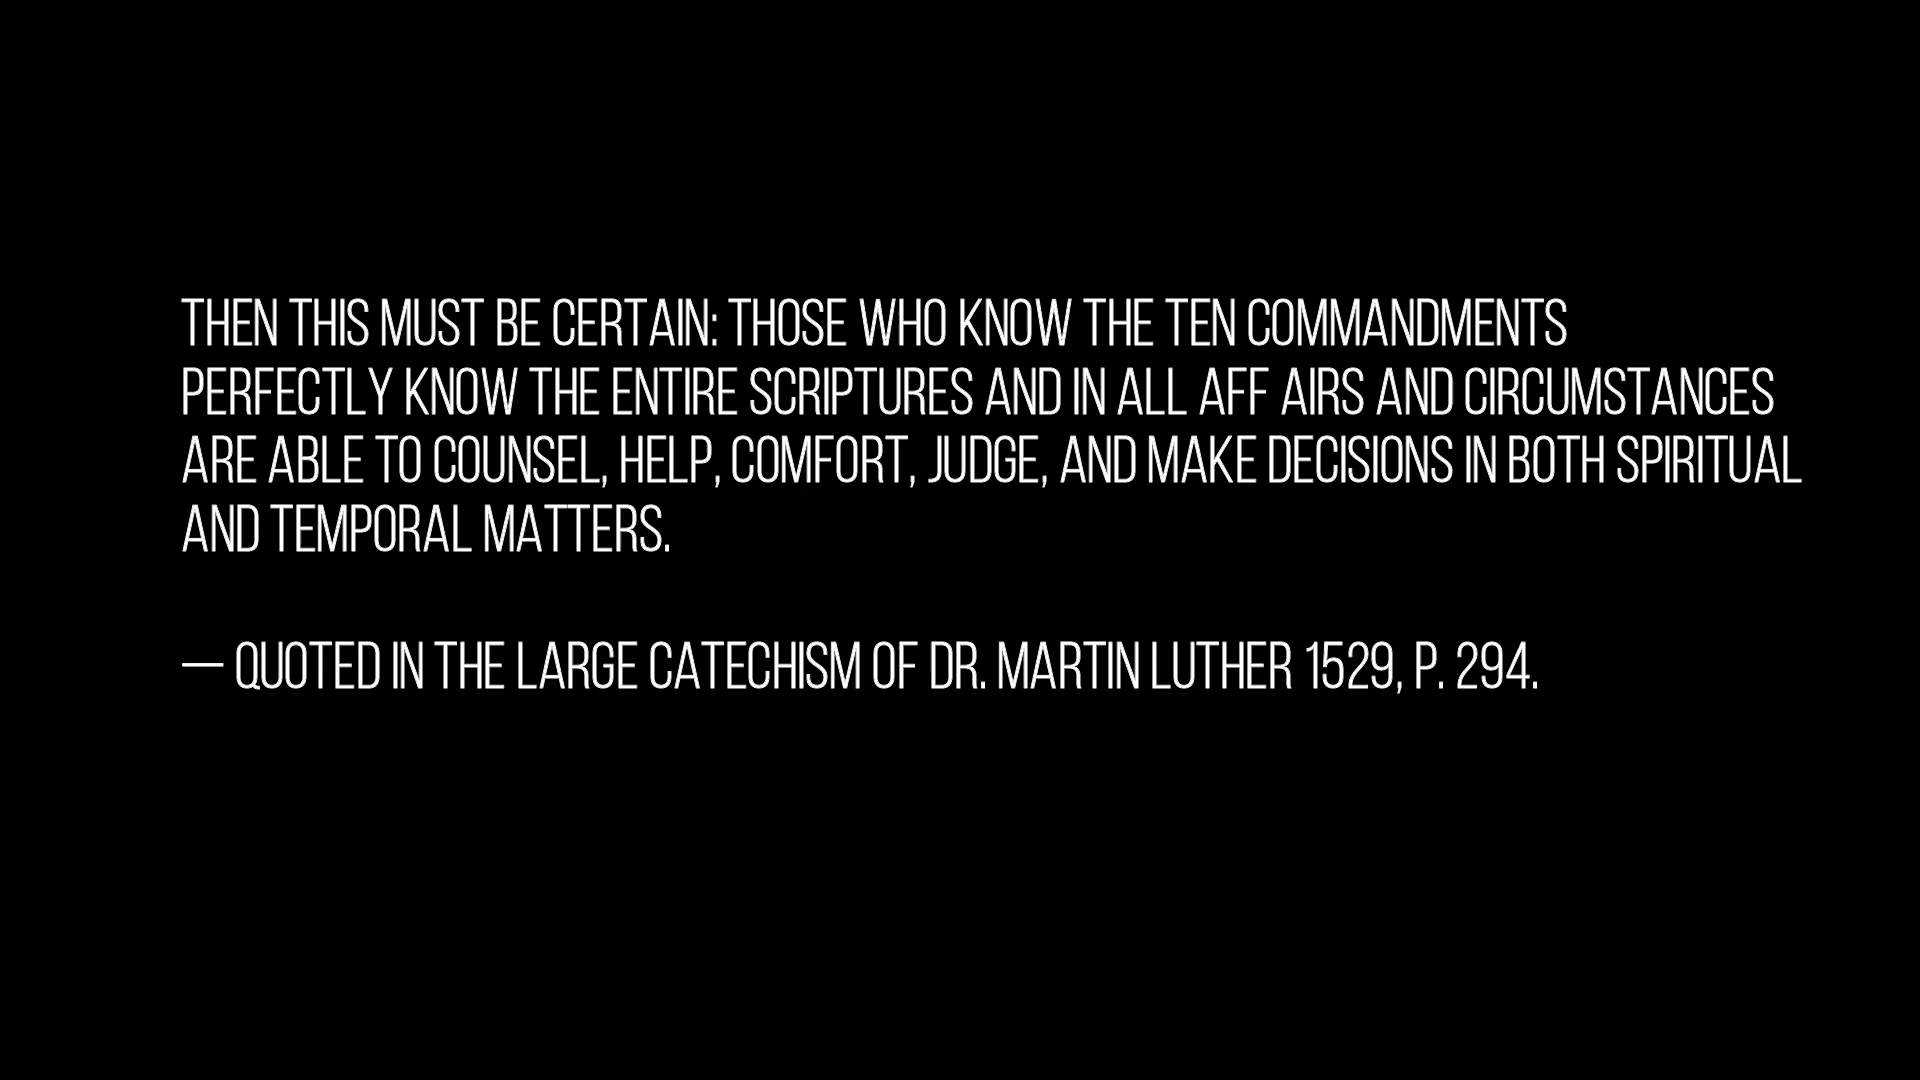 THEN THIS MUST BE CERTAIN: THOSE WHO KNOW THE TEN COMMANDMENTS
PERFECTLY KNOW THE ENTIRE SCRIPTURES AND IN ALL AFF AIRS AND CIRCUMSTANCES
ARE ABLE TO COUNSEL, HELP, COMFORT, JUDGE, AND MAKE DECISIONS IN BOTH SPIRITUAL
AND TEMPORAL MATTERS.
— QUOTED IN THE LARGE CATECHISM OF DR. MARTIN LUTHER 1529, P. 294.